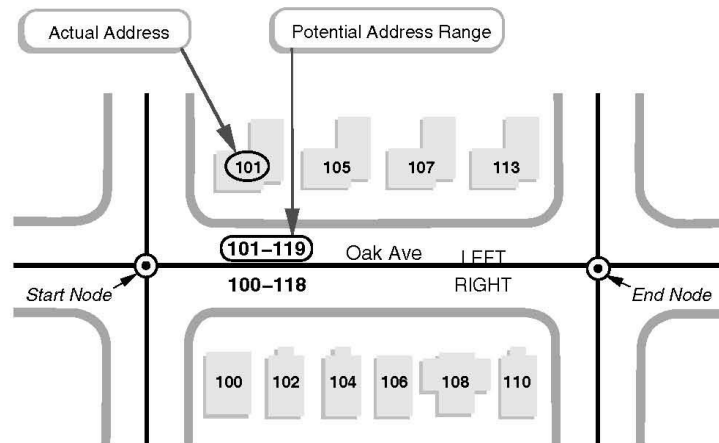 Actual Address
Potential Address Range
101
105
107
113
101–119
Oak Ave
LEFT
100–118
RIGHT
Start Node
End Node
100
102
104
106
108
110